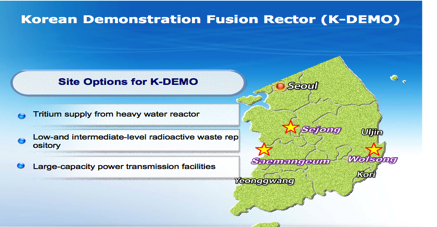 Korean Demonstration Fusion Rector (K-DEMO)
Site Options for K-DEMO
Tritium supply from heavy water reactor
Low-and intermediate-level radioactive waste rep
ository
Large-capacity power transmission facilities
Seoul
Sejong
Uljin
Saemangeum
Wolsong
Yeonggwang
Kori